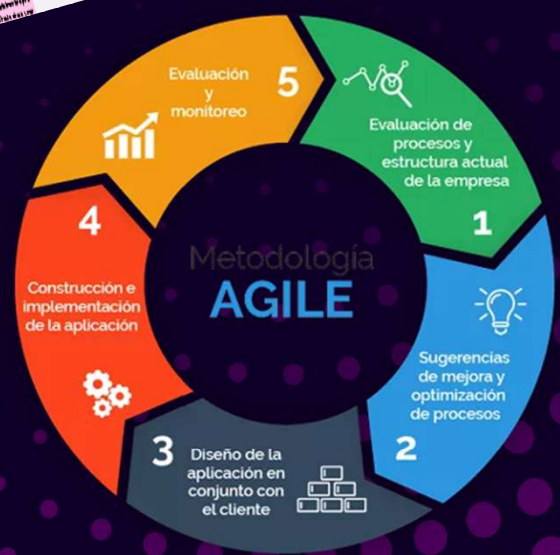 Metodología
AGILE
Evaluación de
procesos y
estructura actual
de la empresa
1
Sugerencias
de mejora y
optimización
de procesos
2
3
Diseño de la
aplicación en
conjunto con
el cliente
4
Construcción e
implementación
de la aplicación
Evaluación
y
monitoreo
5